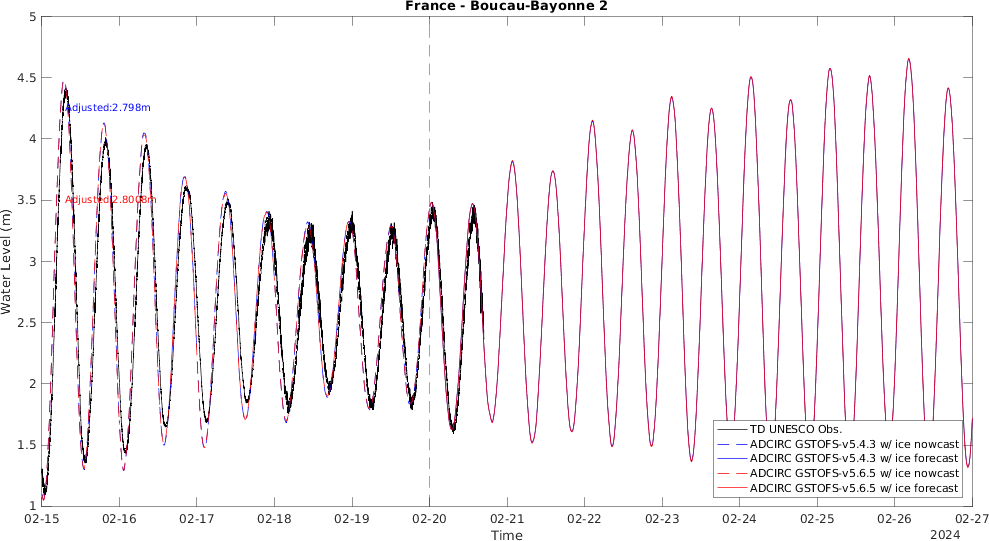 France - Boucau-Bayonne 2
Water Level (m)
5
4.5
4
3.5
3
2.5
2
1.5
1
Adjusted:2.798m
Adjusted:2.8008m
TD UNESCO Obs.
ADCIRC GSTOFS-v5.4.3 w/ ice nowcast
ADCIRC GSTOFS-v5.4.3 w/ ice forecast
ADCIRC GSTOFS-v5.6.5 w/ ice nowcast
ADCIRC GSTOFS-v5.6.5 w/ ice forecast
02-15 02-16 02-17 02-18 02-19 02-20 02-21 02-22 02-23 02-24 02-25 02-26 02-27
Time
2024